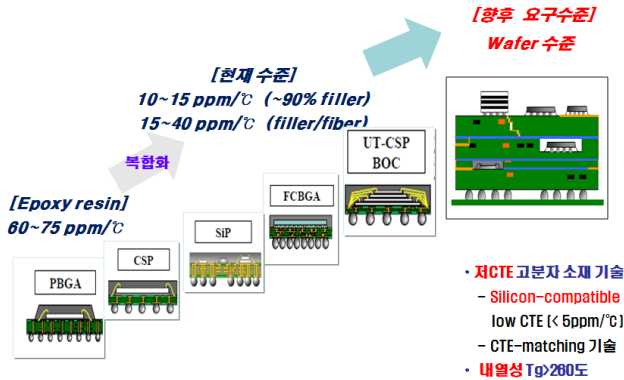 [향후 요구수준]
Wafer 수준
[현재 수준]
10~15 ppm/℃ (~90% filler)
15~40 ppm/℃ (filler/fiber)
복합화
[Epoxy resin]
60~75 ppm/℃
PBGA
CSP
SiP
FCBGA
UT-CSP
BOC
• 저CTE 고분자 소재 기술
- Silicon-compatible
low CTE (< 5ppm/℃)
- CTE-matching 기술
• 내열성 Tg>260도